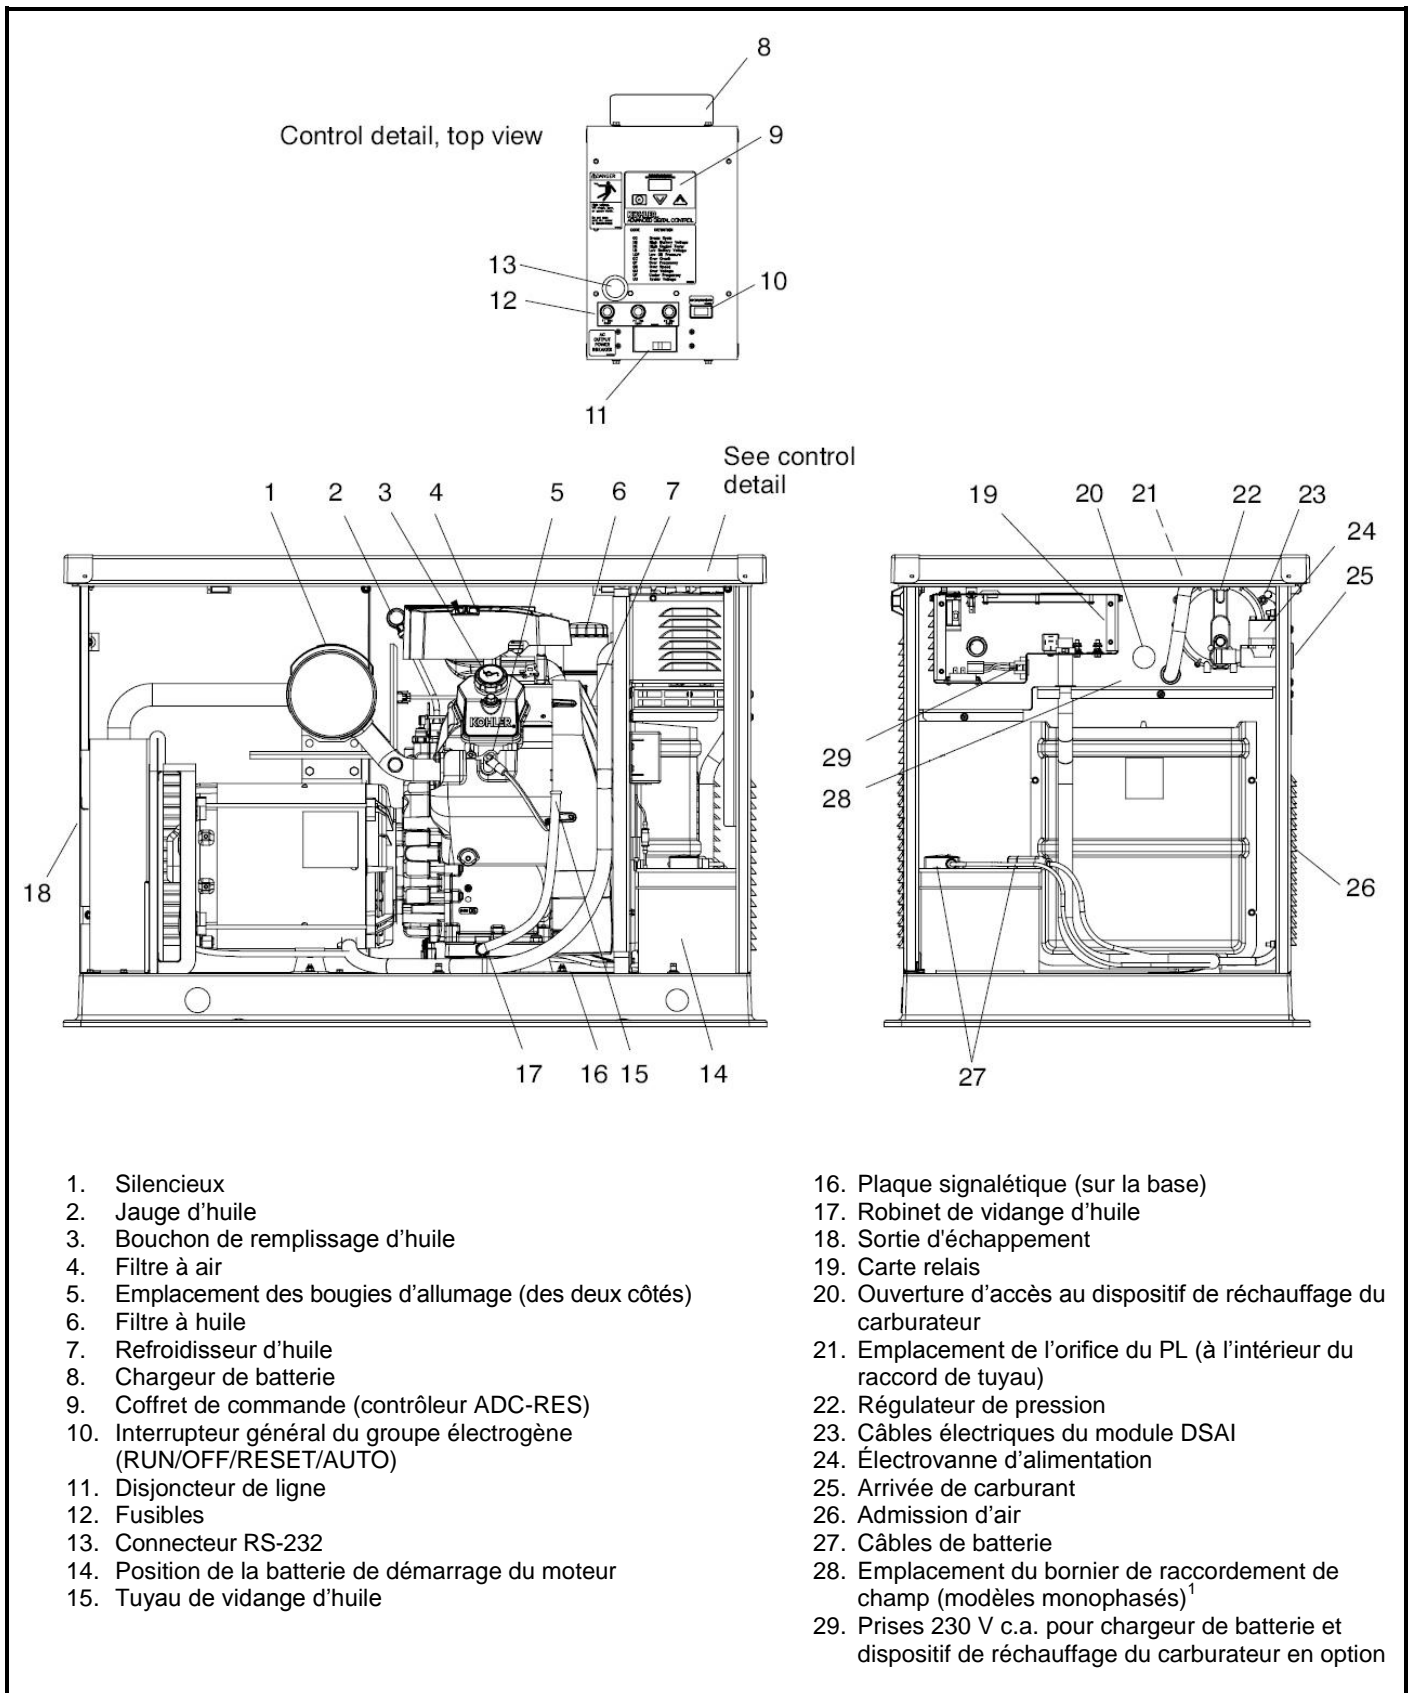 8
Control detail, top view
9
DANGER
ADVANCED DIGITAL CONTROL
13
10
12
AC
OUTPUT
POWER
BREAKER
11
See control
detail
1 2 3 4 5 6 7
19 20 21 22 23
24
25
KOHLER
29
28
18
26
17 16 15 14
27
1. Silencieux
2. Jauge d’huile
3. Bouchon de remplissage d’huile
4. Filtre à air
5. Emplacement des bougies d’allumage (des deux côtés)
6. Filtre à huile
7. Refroidisseur d’huile
8. Chargeur de batterie
9. Coffret de commande (contrôleur ADC-RES)
10. Interrupteur général du groupe électrogène
(RUN/OFF/RESET/AUTO)
11. Disjoncteur de ligne
12. Fusibles
13. Connecteur RS-232
14. Position de la batterie de démarrage du moteur
15. Tuyau de vidange d’huile
16. Plaque signalétique (sur la base)
17. Robinet de vidange d’huile
18. Sortie d'échappement
19. Carte relais
20. Ouverture d’accès au dispositif de réchauffage du
carburateur
21. Emplacement de l’orifice du PL (à l’intérieur du
raccord de tuyau)
22. Régulateur de pression
23. Câbles électriques du module DSAI
24. Électrovanne d’alimentation
25. Arrivée de carburant
26. Admission d’air
27. Câbles de batterie
28. Emplacement du bornier de raccordement de
champ (modèles monophasés)1
29. Prises 230 V c.a. pour chargeur de batterie et
dispositif de réchauffage du carburateur en option